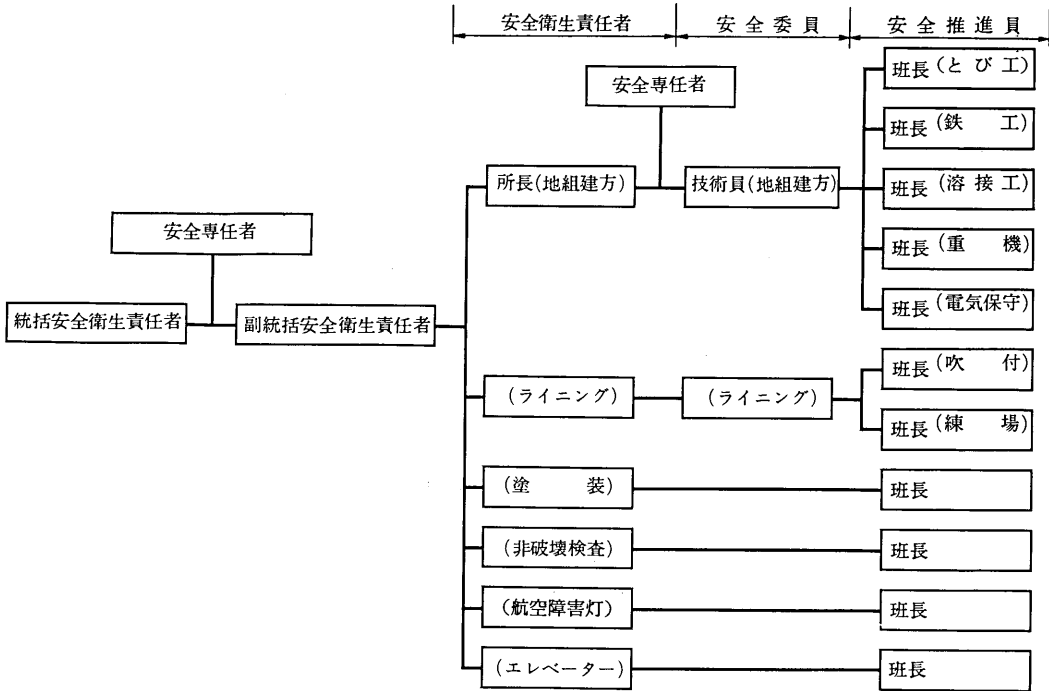 安全衛生責任者 安全委員 安全推進員
安全専任者
班長(とび工)
班長(鉄工)
所長(地組建方)
技術員(地組建方)
班長(溶接工)
安全専任者
班長(重機)
統括安全衛生責任者
副統括安全衛生責任者
班長(電気保守)
(ライニング)
(ライニング)
班長(吹付)
班長(練場)
(塗装)
班長
(非破壊検査)
班長
(航空障害灯)
班長
(エレベーター)
班長